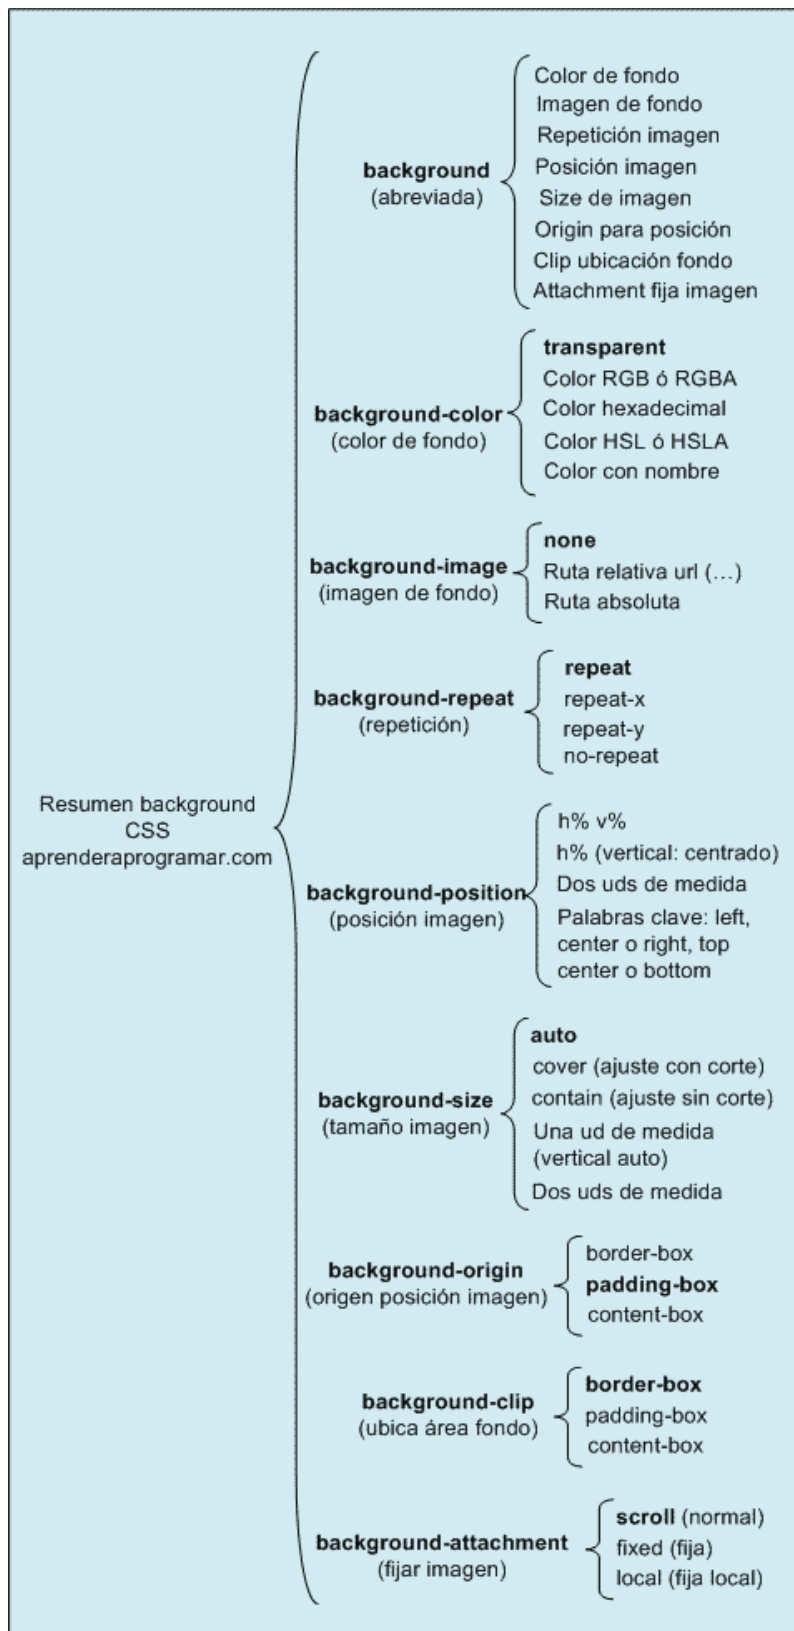 Resumen background
CSS
aprenderaprogramar.com
background
(abreviada)
Color de fondo
Imagen de fondo
Repetición imagen
Posición imagen
Size de imagen
Origin para posición
Clip ubicación fondo
Attachment fija imagen
background-color
(color de fondo)
transparent
Color RGB ó RGBA
Color hexadecimal
Color HSL ó HSLA
Color con nombre
background-image
(imagen de fondo)
none
Ruta relativa url (...)
Ruta absoluta
background-repeat
(repetición)
repeat
repeat-x
repeat-y
no-repeat
background-position
(posición imagen)
h% v%
h% (vertical: centrado)
Dos uds de medida
Palabras clave: left,
center o right, top
center o bottom
background-size
(tamaño imagen)
auto
cover (ajuste con corte)
contain (ajuste sin corte)
Una ud de medida
(vertical auto)
Dos uds de medida
background-origin
(origen posición imagen)
border-box
padding-box
content-box
background-clip
(ubica área fondo)
border-box
padding-box
content-box
background-attachment
(fijar imagen)
scroll (normal)
fixed (fija)
local (fija local)